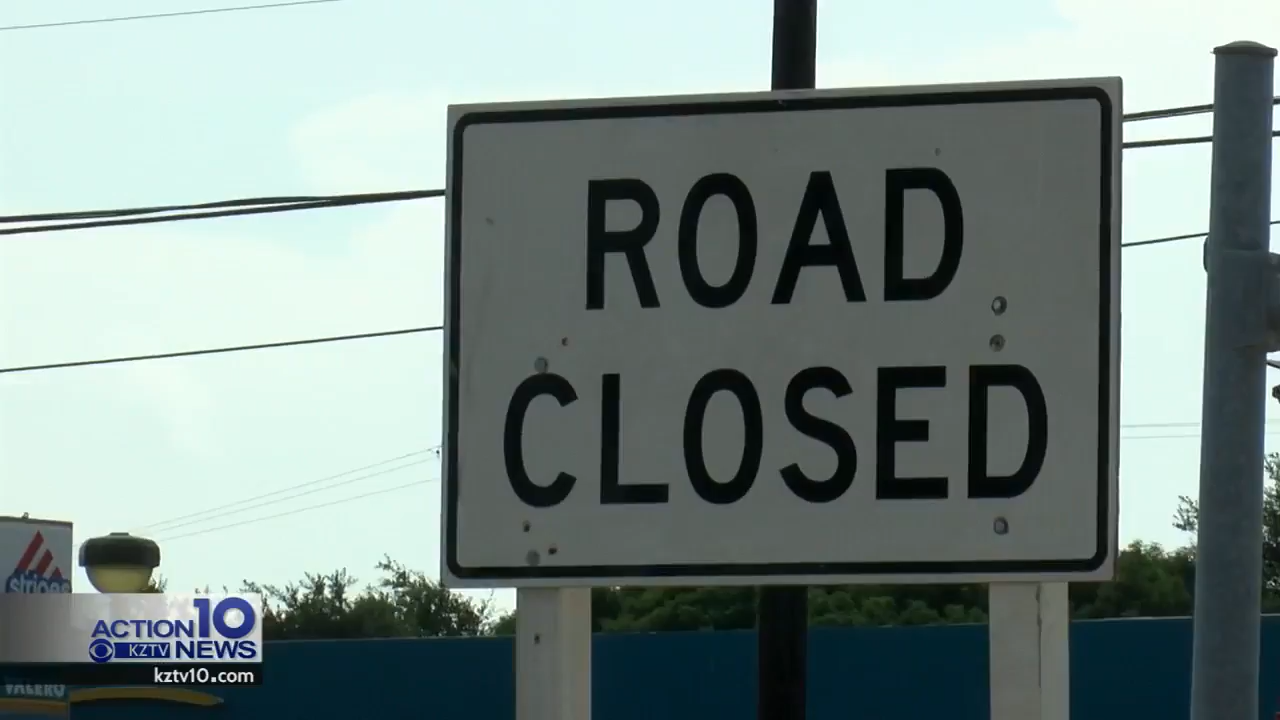 ROAD
CLOSED
stripes
ACTION 10
KZTV NEWS
kztv10.com
VALERO